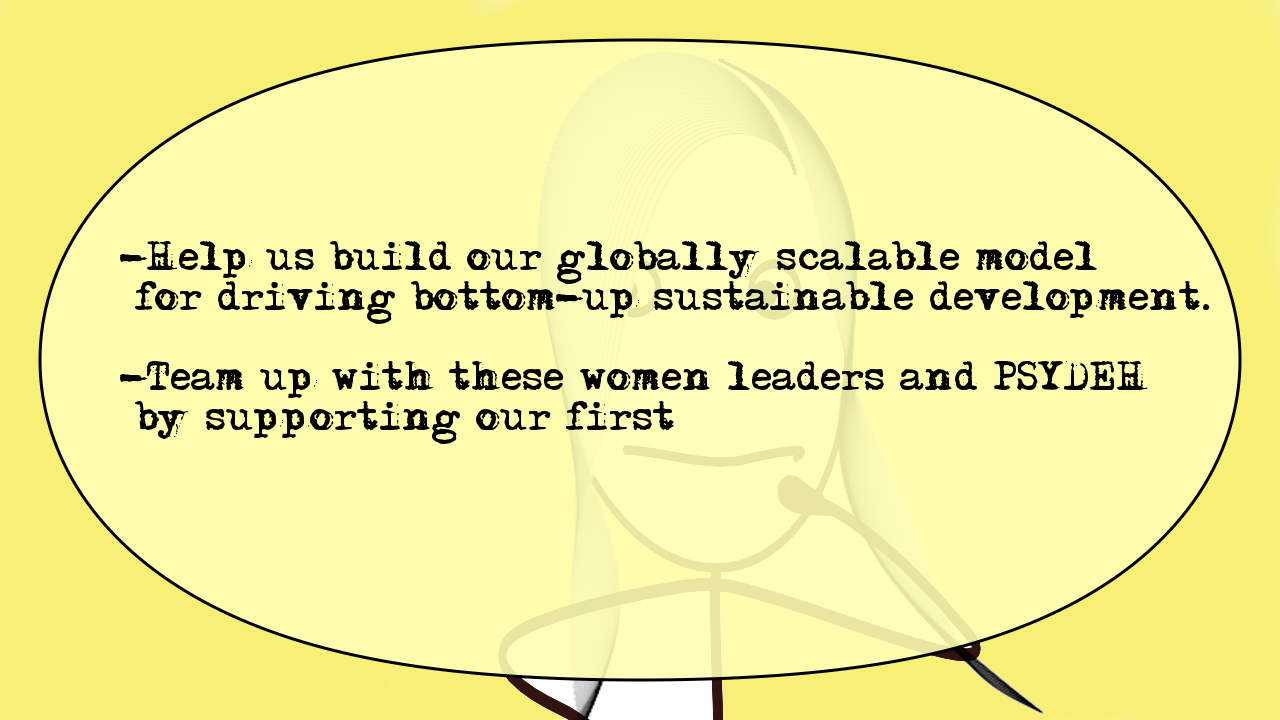 -Help us build our globally scalable model
for driving bottom-up sustainable development.
-Team up with these women leaders and PSYDEH
by supporting our first